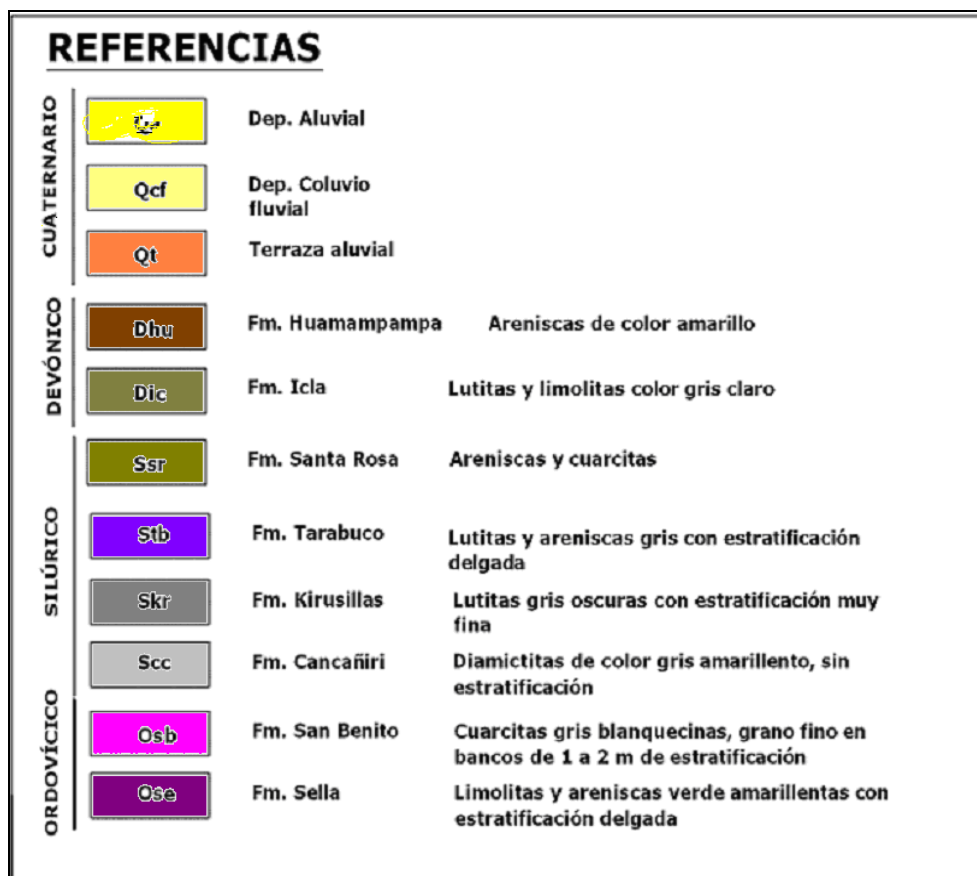 REFERENCIAS
CUATERNARIO
Dep. Aluvial
Qcf
Dep. Coluvio
fluvial
Qt
Terraza aluvial
DEVÓNICO
Dhu
Fm. Huamampampa
Areniscas de color amarillo
Dic
Fm. Icla
Lutitas y limolitas color gris claro
SILÚRICO
Ssr
Fm. Santa Rosa
Areniscas y cuarcitas
Stb
Fm. Tarabuco
Lutitas y areniscas gris con estratificación
delgada
Skr
Fm. Kirusillas
Lutitas gris oscuras con estratificación muy
fina
Scc
Fm. Cancañiri
Diamictitas de color gris amarillento, sin
estratificación
ORDOVÍCICO
Osb
Fm. San Benito
Cuarcitas gris blanquecinas, grano fino en
bancos de 1 a 2 m de estratificación
Ose
Fm. Sella
Limolitas y areniscas verde amarillentas con
estratificación delgada